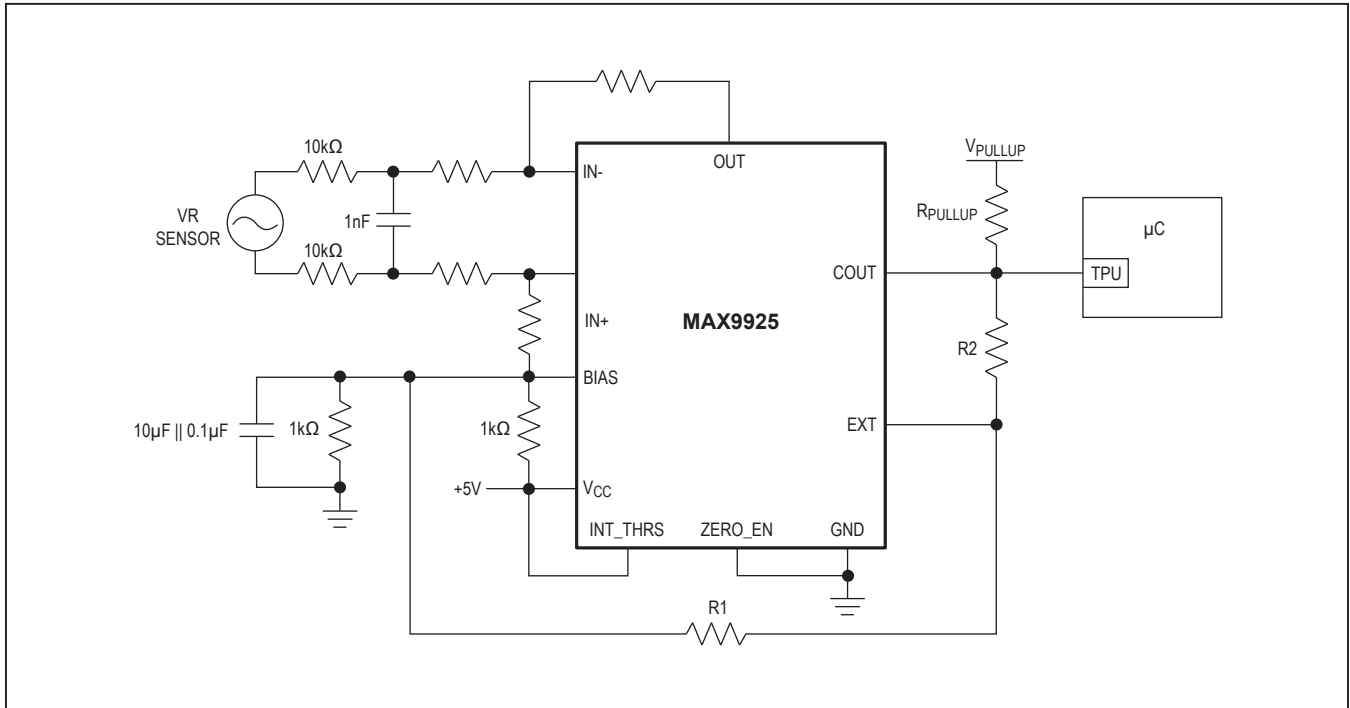 10kΩ
VR
SENSOR
1nF
10kΩ
10µF || 0.1µF
1kΩ
1kΩ
+5V
IN-
OUT
IN+
BIAS
VCC
INT_THRS
ZERO_EN
GND
MAX9925
COUT
EXT
VPULLUP
RPULLUP
R2
µC
TPU
R1